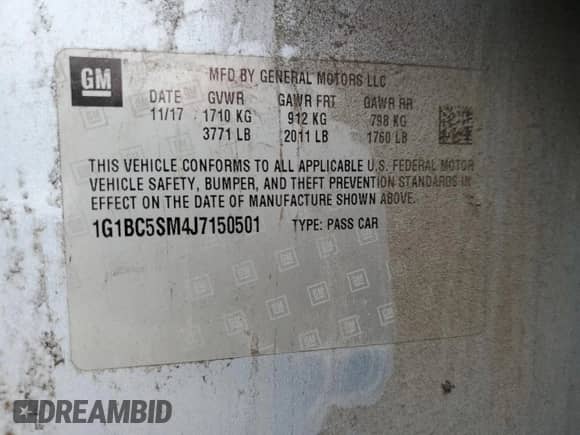 GM
MFD BY GENERAL MOTORS LLC
DATE GVWR GAWR FRT GAWR RR
11/17 1710 KG 912 KG 798 KG
3771 LB 2011 LB 1760 LB
THIS VEHICLE CONFORMS TO ALL APPLICABLE U.S. FEDERAL MOTOR
VEHICLE SAFETY, BUMPER, AND THEFT PREVENTION STANDARDS IN
EFFECT ON THE DATE OF MANUFACTURE SHOWN ABOVE.
1G1BC5SM4J7150501 TYPE: PASS CAR
DREAMBID